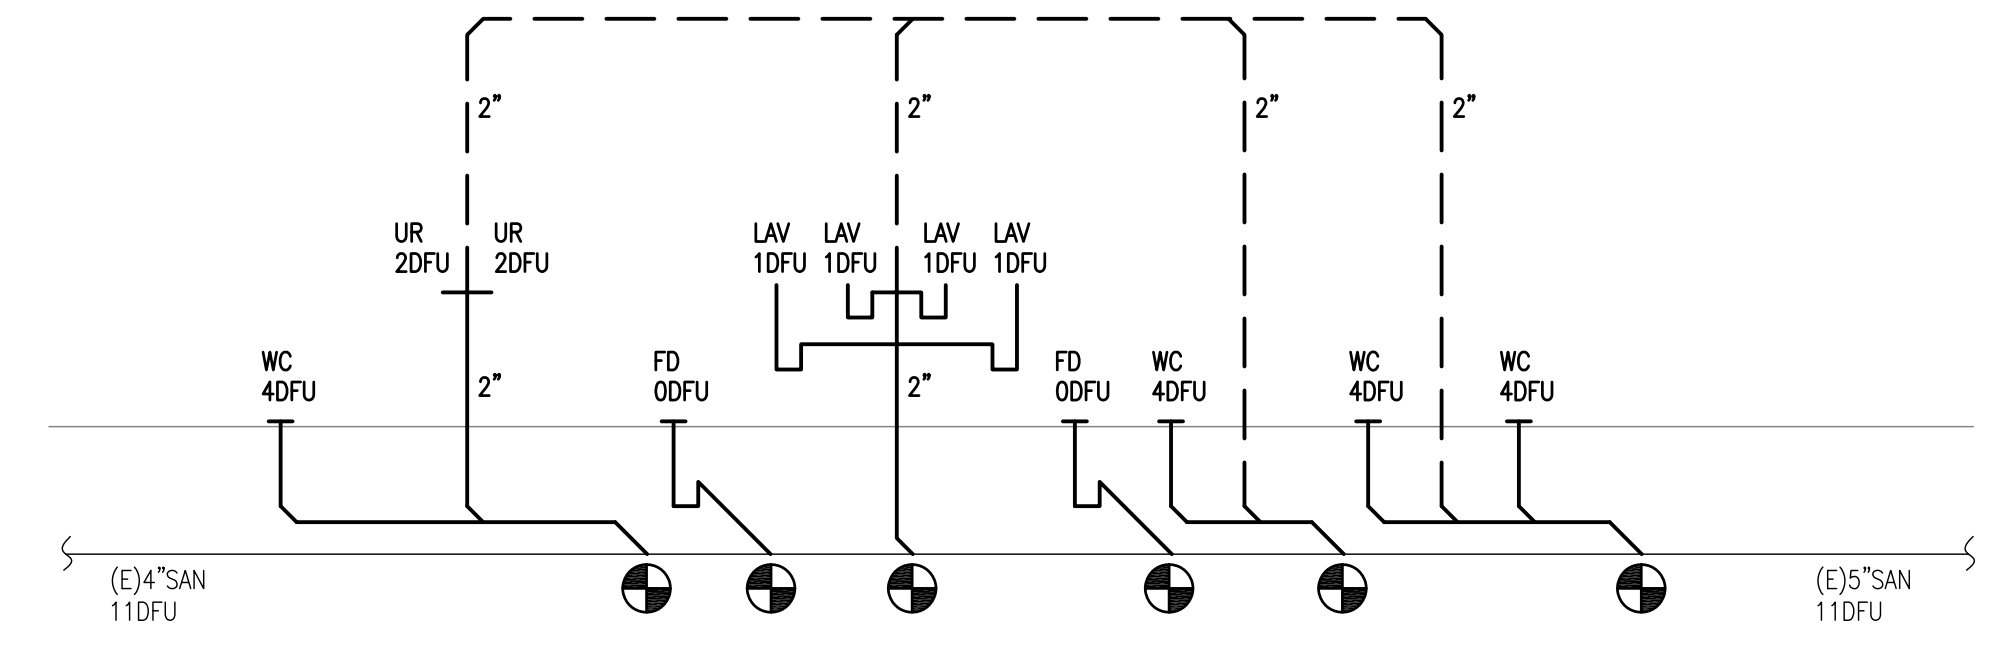 2”
2”
2”
2”
UR
2DFU
UR
2DFU
LAV
1DFU
LAV
1DFU
LAV
1DFU
LAV
1DFU
WC
4DFU
2”
FD
0DFU
2”
FD
0DFU
WC
4DFU
WC
4DFU
WC
4DFU
(E)4”SAN
11DFU
(E)5”SAN
11DFU